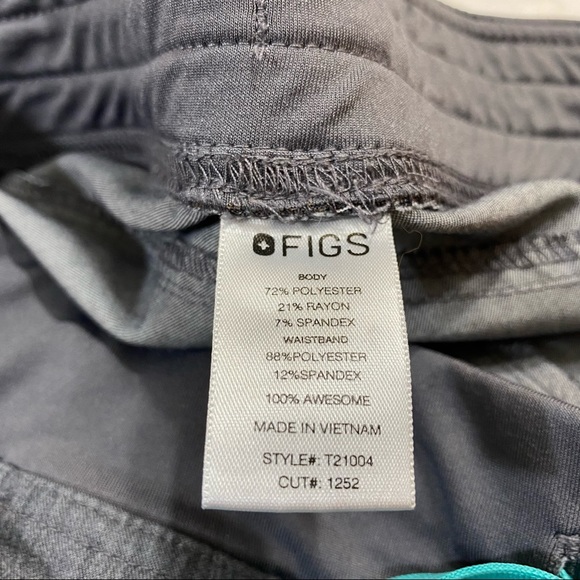 FIGS
BODY
72% POLYESTER
21% RAYON
7% SPANDEX
WAISTBAND
88%POLYESTER
12%SPANDEX
100% AWESOME
MADE IN VIETNAM
STYLE#: T21004
CUT#: 1252